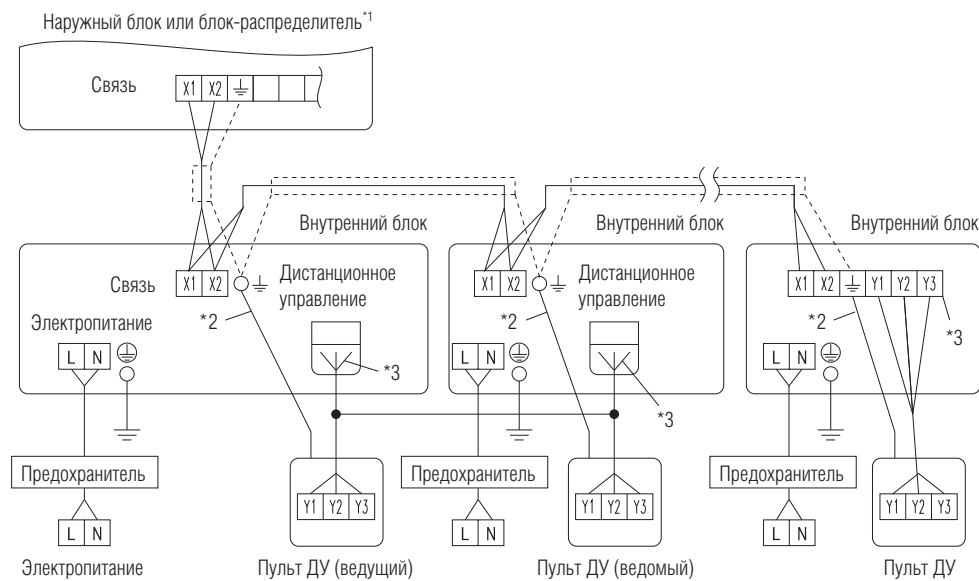 Наружный блок или блок-распределитель*1
Связь
X1 X2
Внутренний блок
Внутренний блок
Внутренний блок
Связь
X1 X2
Дистанционное
управление
X1 X2
Дистанционное
управление
X1 X2 Y1 Y2 Y3
*2
*2
*2
*3
Электропитание
L N
*3
L N
*3
L N
Предохранитель
Предохранитель
Предохранитель
Y1 Y2 Y3
Y1 Y2 Y3
Y1 Y2 Y3
L N
L N
L N
Электропитание
Пульт ДУ (ведущий)
Пульт ДУ (ведомый)
Пульт ДУ